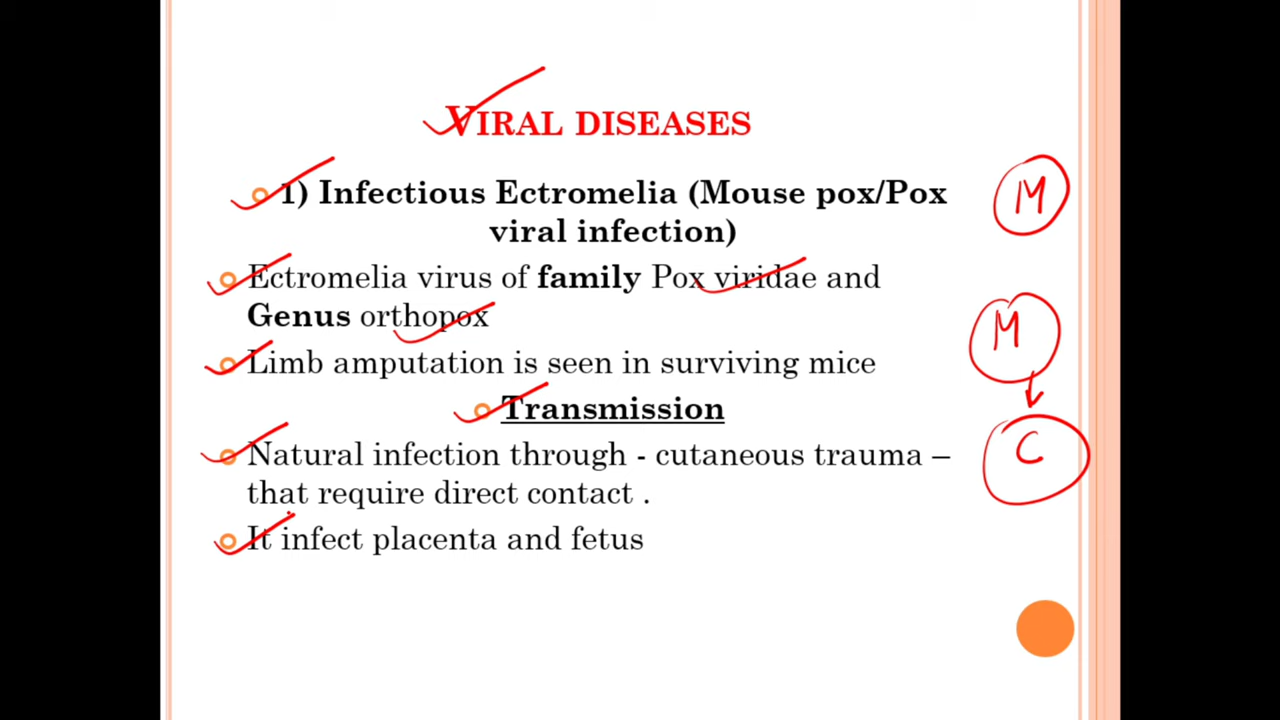 VIRAL DISEASES
1) Infectious Ectromelia (Mouse pox/Pox
viral infection)
M
Ectromelia virus of family Pox viridae and
Genus orthopox
M
Limb amputation is seen in surviving mice
Transmission
Natural infection through - cutaneous trauma –
C
that require direct contact .
It infect placenta and fetus